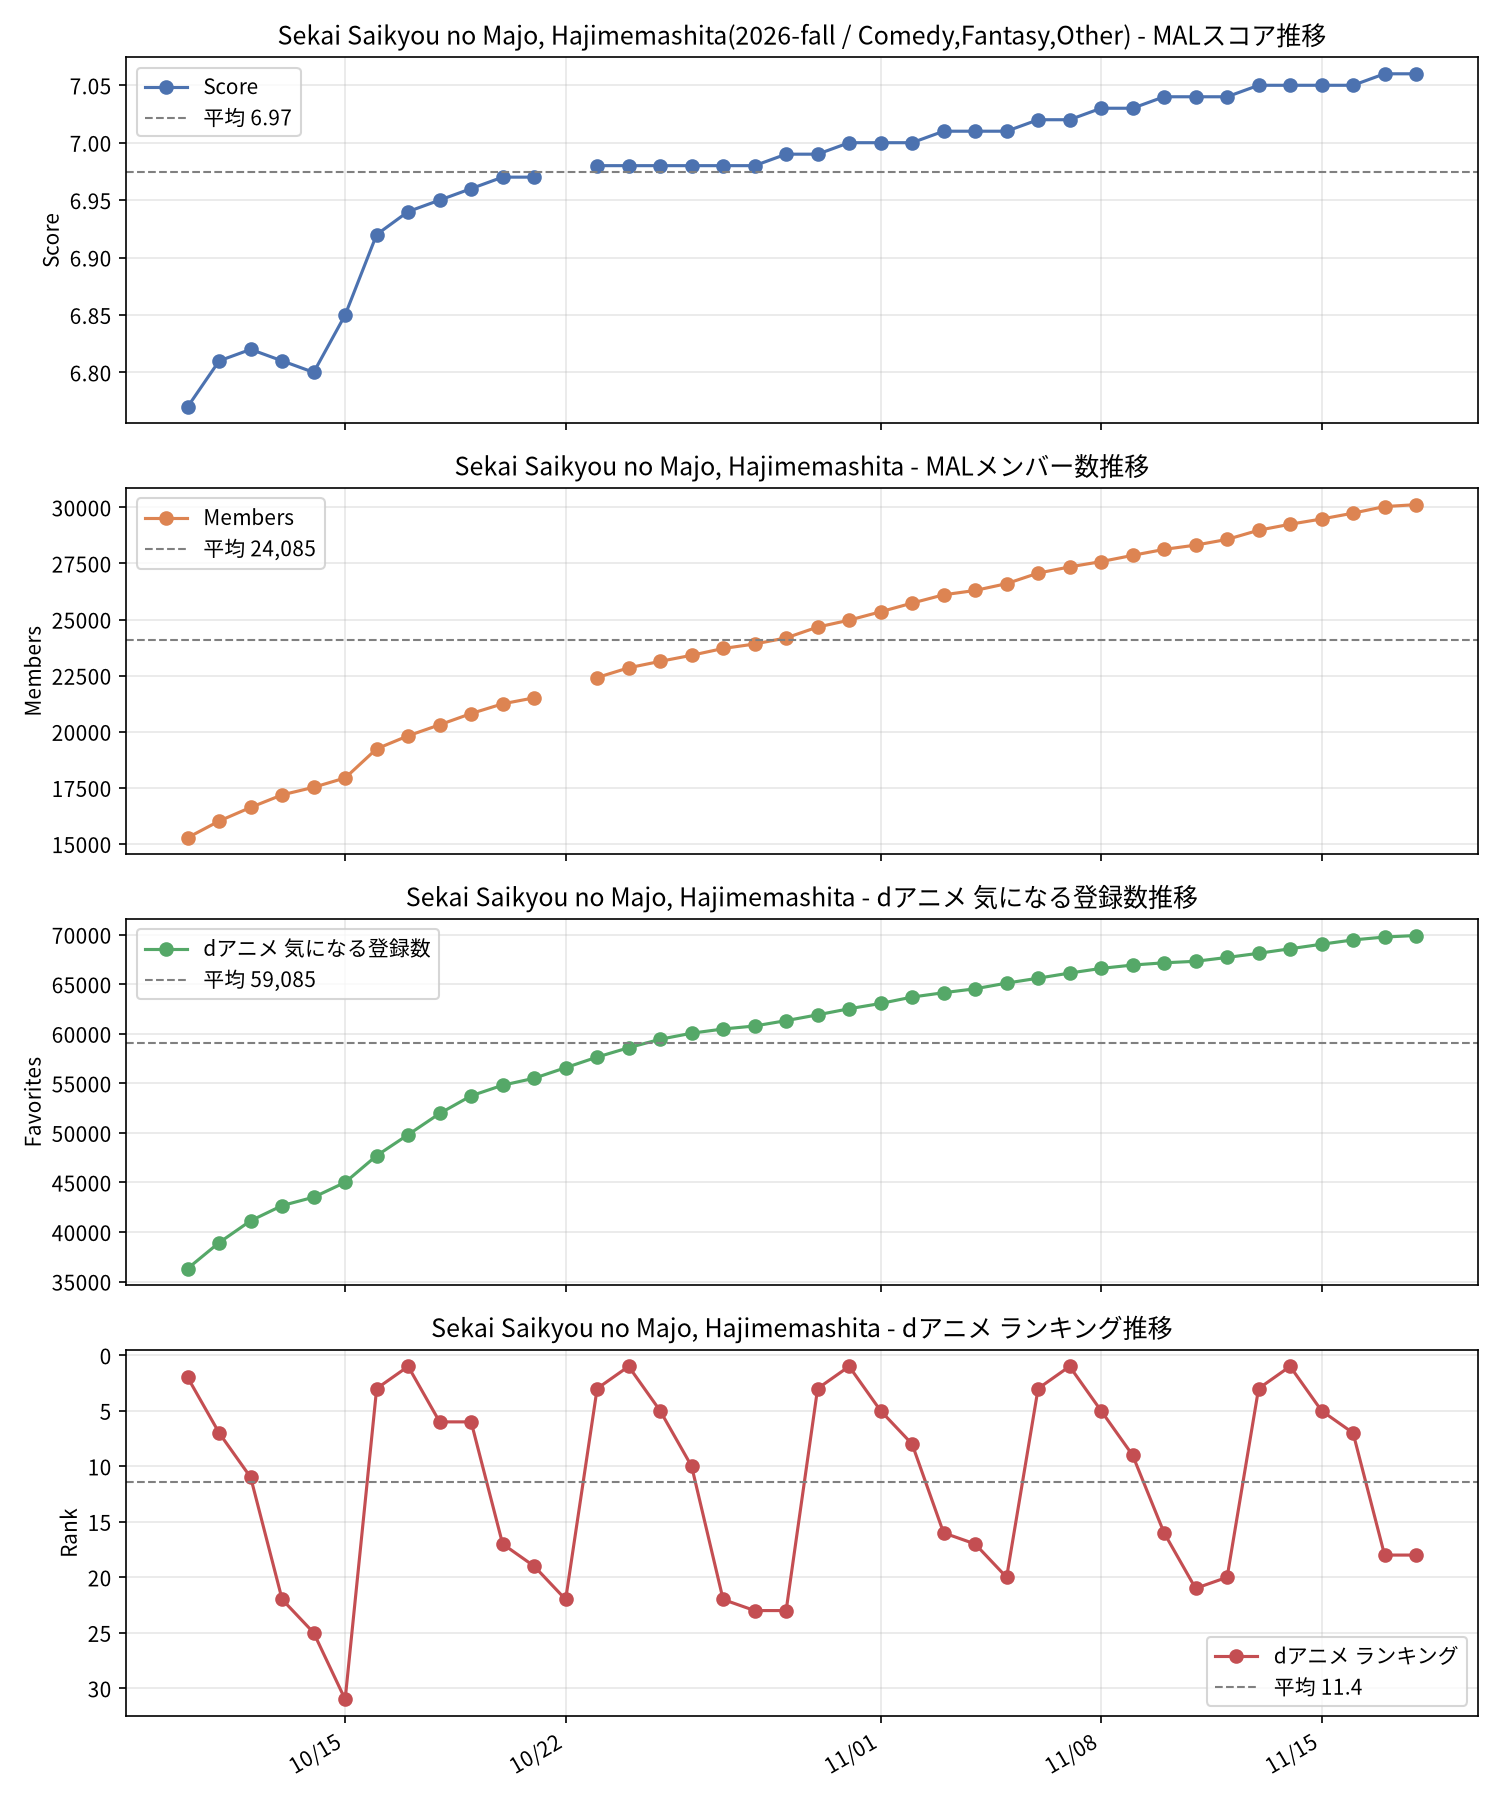 Sekai Saikyou no Majo, Hajimemashita(2026-fall / Comedy,Fantasy,Other) - MALスコア推移
Score
平均 6.97
Score
7.05
7.00
6.95
6.90
6.85
6.80
Sekai Saikyou no Majo, Hajimemashita - MALメンバー数推移
Members
平均 24,085
Members
30000
27500
25000
22500
20000
17500
15000
Sekai Saikyou no Majo, Hajimemashita - dアニメ 気になる登録数推移
dアニメ 気になる登録数
平均 59,085
Favorites
70000
65000
60000
55000
50000
45000
40000
35000
Sekai Saikyou no Majo, Hajimemashita - dアニメ ランキング推移
Rank
0
5
10
15
20
25
30
dアニメ ランキング
平均 11.4
10/15
10/22
11/01
11/08
11/15